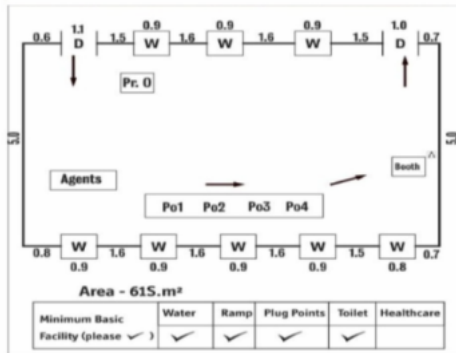 0.9 0.9 0.9
0.6 1.1 D 1.5 W 1.6 W 1.6 W 1.5 1.0 D 0.7
Pr. O
5.0 5.0
Booth
Agents
Po1 Po2 Po3 Po4
0.8 W 1.6 W 1.6 W 1.6 W 1.5 W 0.7
0.9 0.9 0.9 0.9 0.8
Area - 61S.m²
Minimum Basic Water Ramp Plug Points Toilet Healthcare
Facility (please ✓ ) ✓ ✓ ✓ ✓